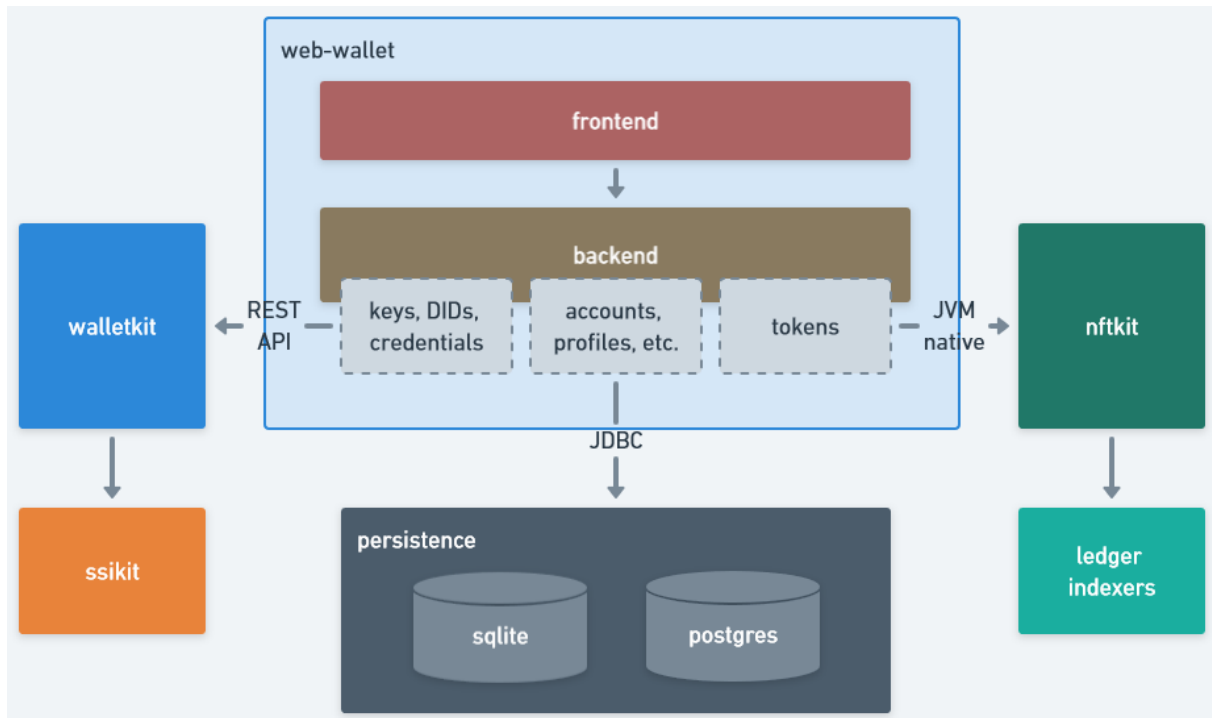 web-wallet
frontend
backend
keys, DIDs,
credentials
accounts,
profiles, etc.
tokens
REST
API
JVM
native
walletkit
nftkit
JDBC
ssikit
persistence
sqlite
postgres
ledger
indexers